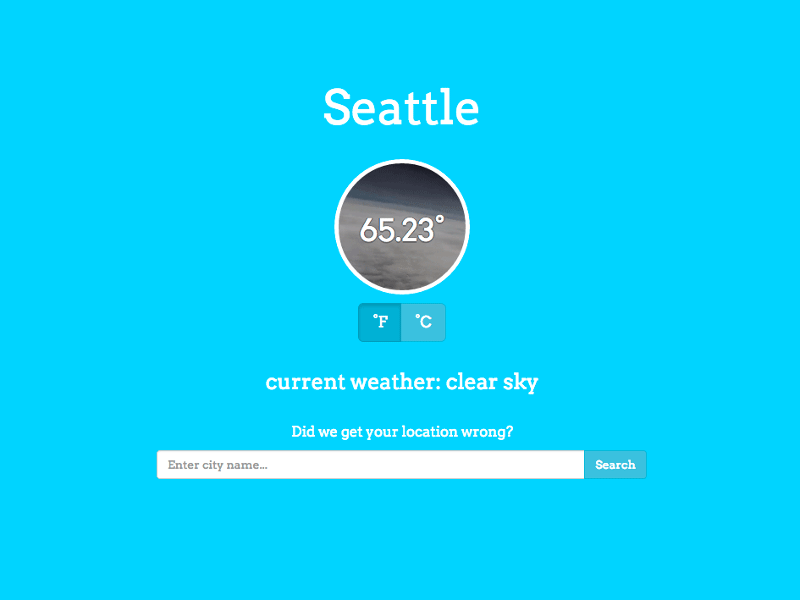 Seattle
65.23°
°F °C
current weather: clear sky
Did we get your location wrong?
Enter city name... Search